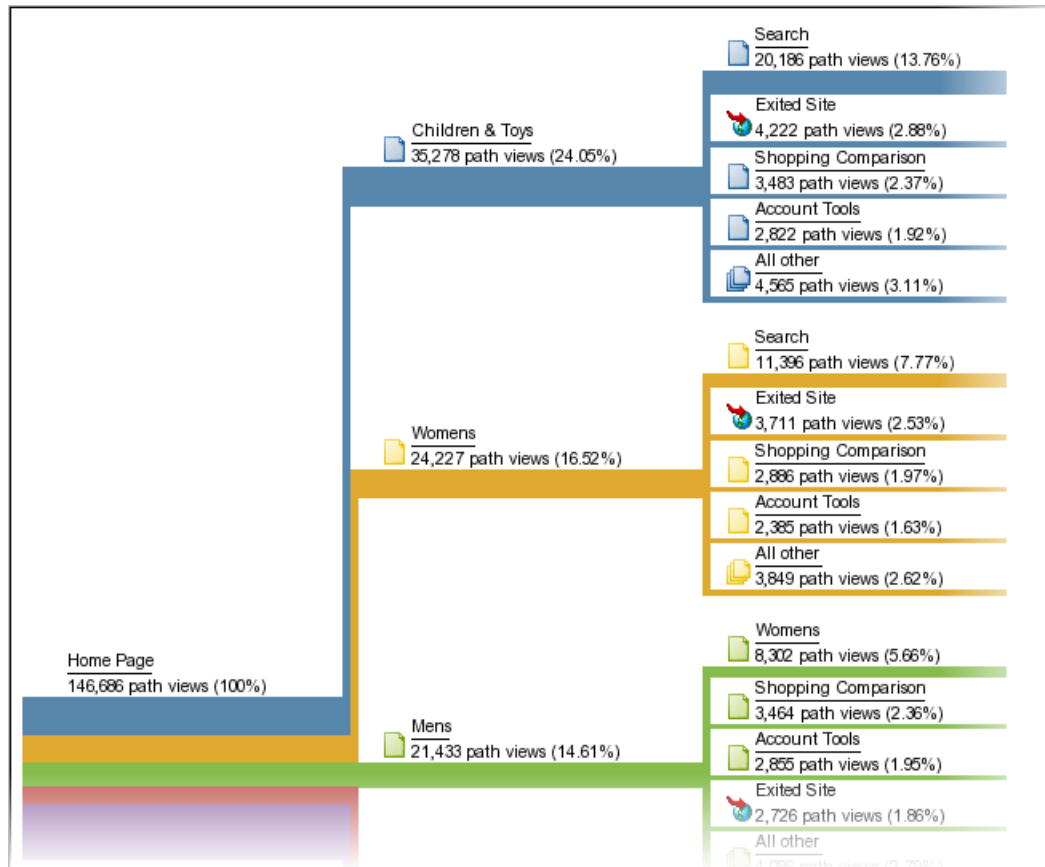 Search
20,186 path views (13.76%)
Exited Site
4,222 path views (2.88%)
Children & Toys
35,278 path views (24.05%)
Shopping Comparison
3,483 path views (2.37%)
Account Tools
2,822 path views (1.92%)
All other
4,565 path views (3.11%)
Search
11,396 path views (7.77%)
Exited Site
3,711 path views (2.53%)
Womens
24,227 path views (16.52%)
Shopping Comparison
2,886 path views (1.97%)
Account Tools
2,385 path views (1.63%)
All other
3,849 path views (2.62%)
Womens
8,302 path views (5.66%)
Home Page
146,686 path views (100%)
Shopping Comparison
3,464 path views (2.36%)
Mens
21,433 path views (14.61%)
Account Tools
2,855 path views (1.95%)
Exited Site
2,726 path views (1.86%)
All other
path views